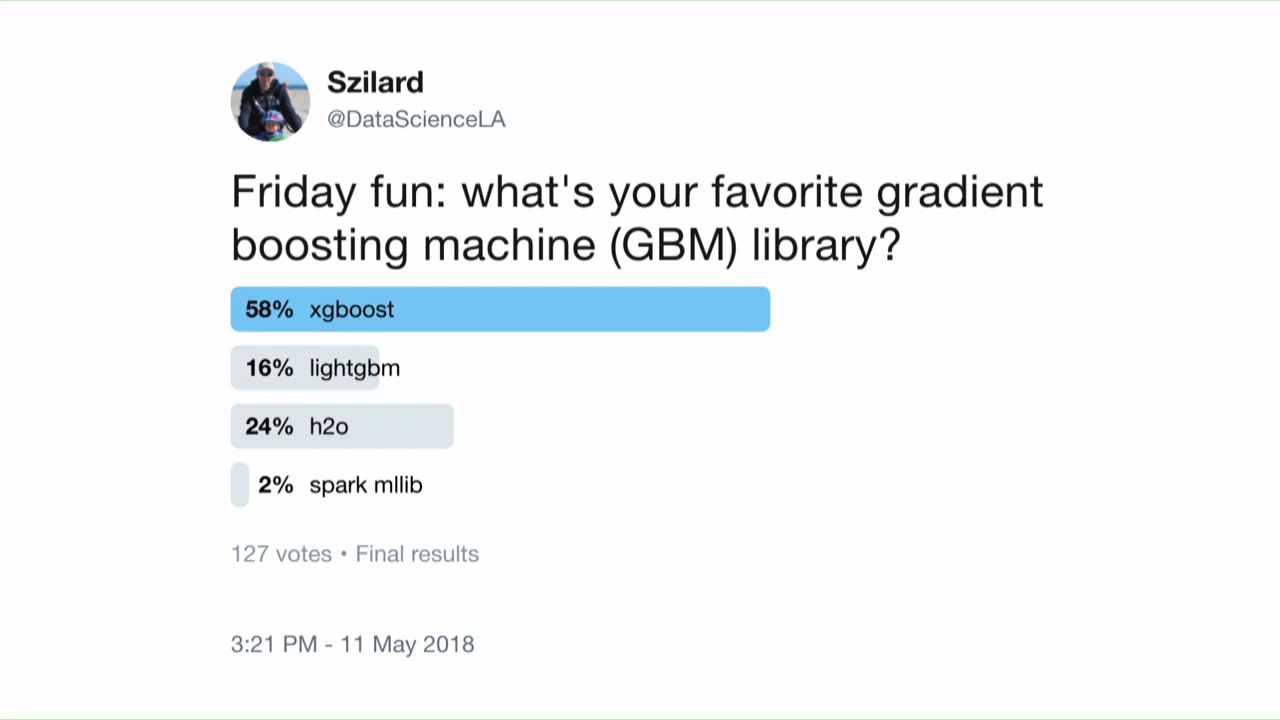 Szilard
@DataScienceLA
Friday fun: what's your favorite gradient
boosting machine (GBM) library?
58% xgboost
16% lightgbm
24% h2o
2% spark mllib
127 votes • Final results
3:21 PM - 11 May 2018